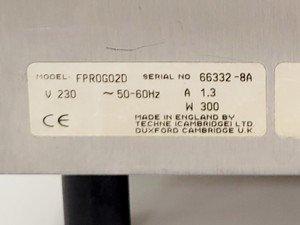 MODEL FPROG02D SERIAL NO 66332-8A
V 230 ~ 50-60Hz A 1.3
W 300
CE MADE IN ENGLAND BY
TECHNE (CAMBRIDGE) LTD.
DUXFORD CAMBRIDGE U.K.